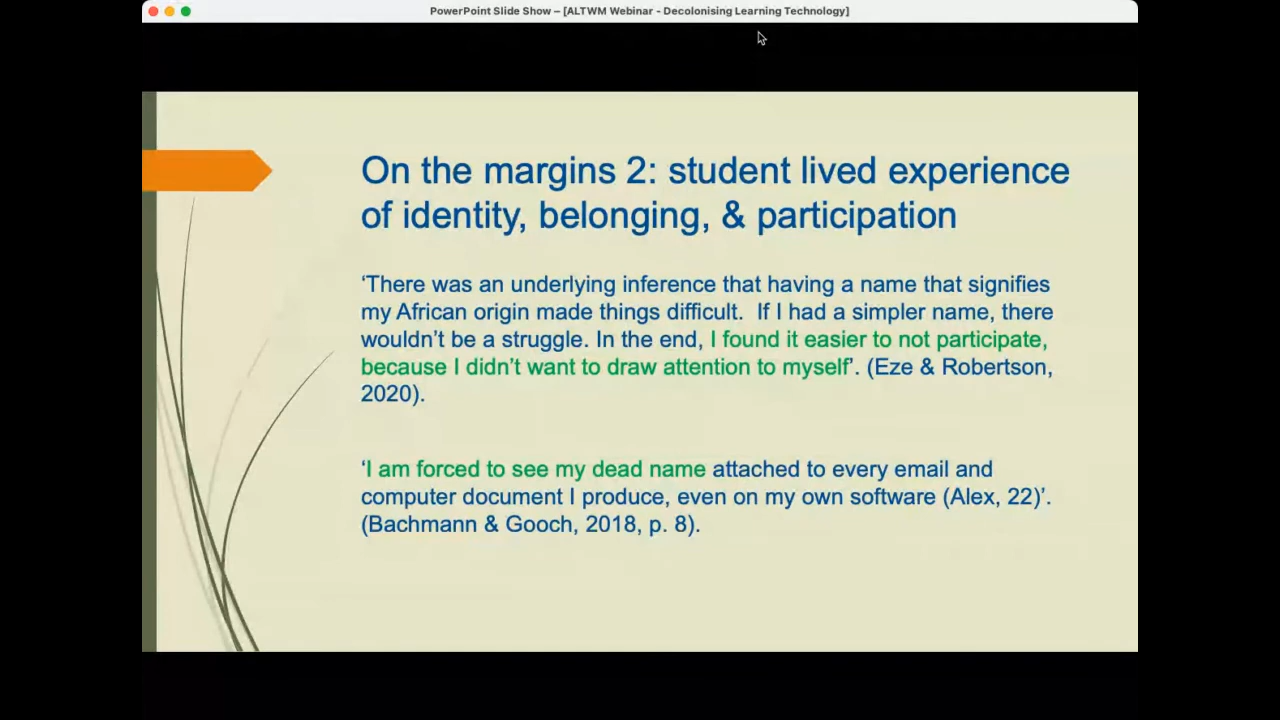 PowerPoint Slide Show – [ALTWM Webinar - Decolonising Learning Technology]
On the margins 2: student lived experience
of identity, belonging, & participation
‘There was an underlying inference that having a name that signifies
my African origin made things difficult.  If I had a simpler name, there
wouldn’t be a struggle. In the end, I found it easier to not participate,
because I didn’t want to draw attention to myself’. (Eze & Robertson,
2020).
‘I am forced to see my dead name attached to every email and
computer document I produce, even on my own software (Alex, 22)’.
(Bachmann & Gooch, 2018, p. 8).